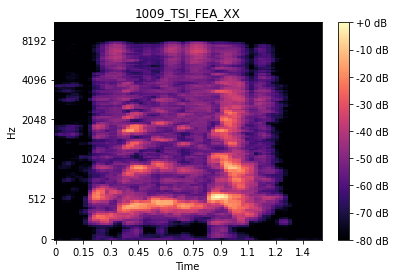 1009_TSI_FEA_XX
Hz
8192
4096
2048
1024
512
0
0 0.15 0.3 0.45 0.6 0.75 0.9 1.1 1.2 1.4
Time
+0 dB
-10 dB
-20 dB
-30 dB
-40 dB
-50 dB
-60 dB
-70 dB
-80 dB